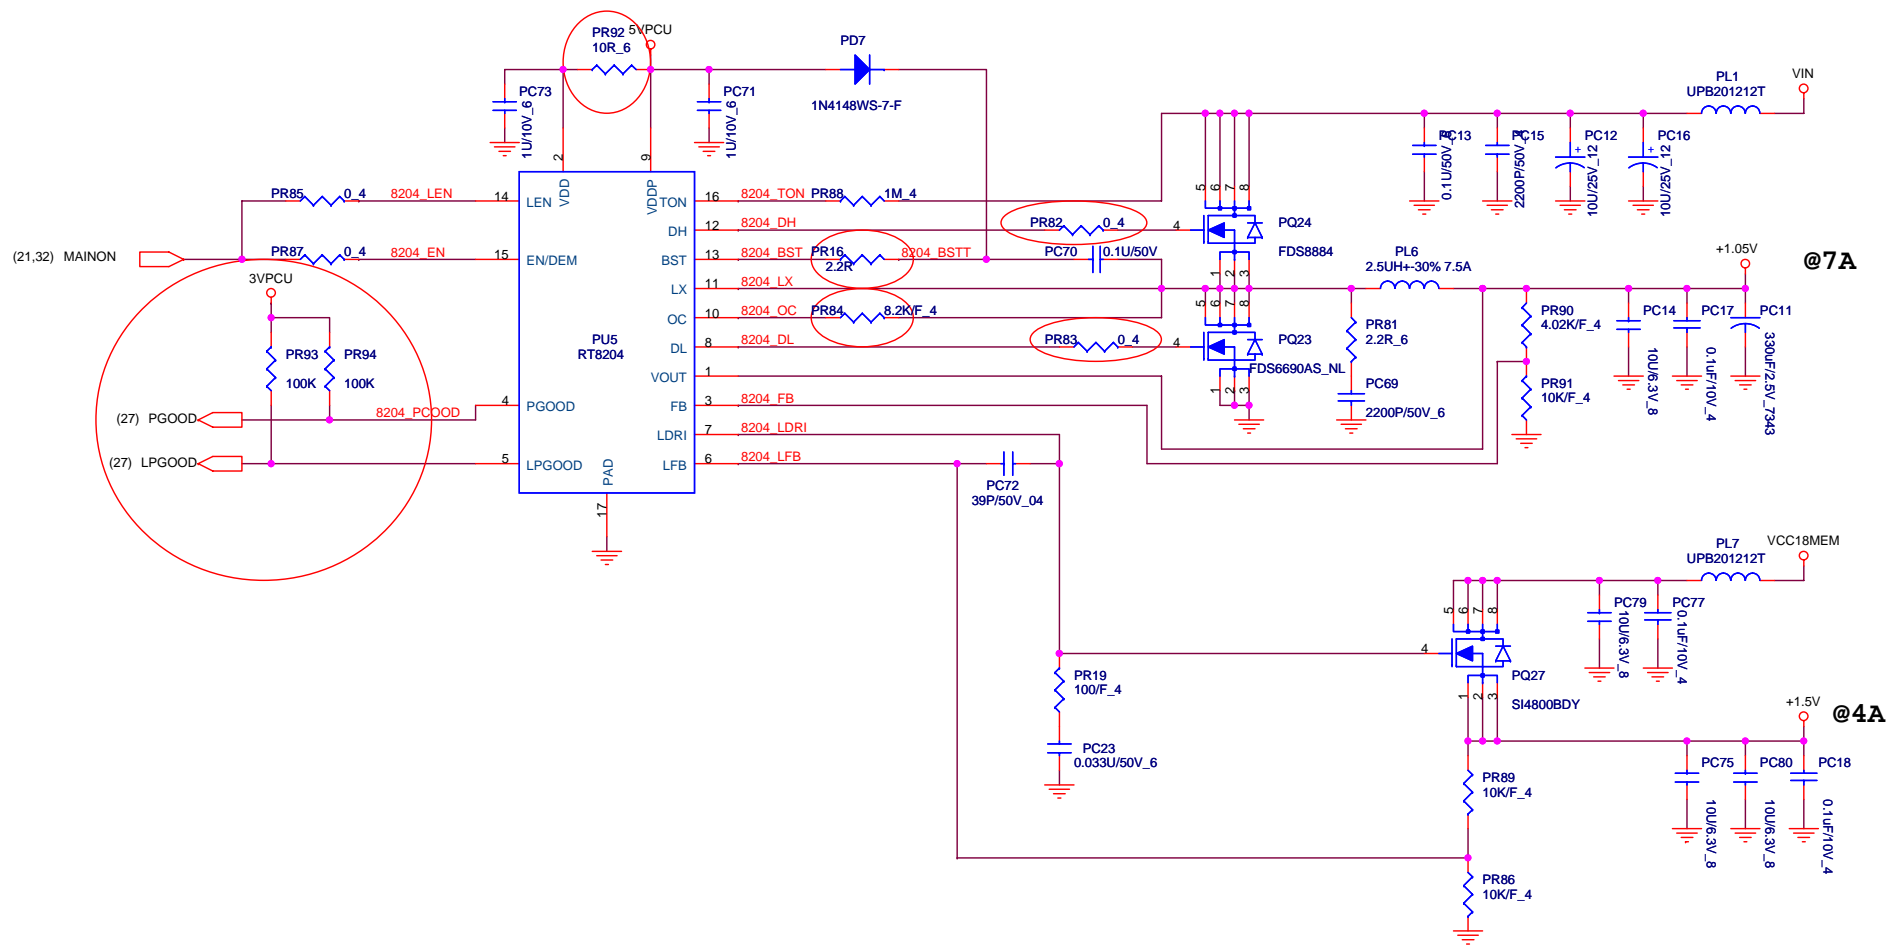 PR92
10R_6
5VPCU
PC73
1U/10V_6
PC71
1U/10V_6
PD7
1N4148WS-7-F
PL1
UPB201212T
VIN
PC13
0.1U/50V_6
PC15
2200P/50V_4
PC12
10U/25V_12
+
PC16
10U/25V_12
+
2
9
VDD
VDDP
PR85
0_4
8204_LEN
14
LEN
TON
16
8204_TON
PR88
1M_4
DH
12
8204_DH
PR82
0_4
4
5
6
7
8
1
2
3
PQ24
FDS8884
(21,32)
MAINON
PR87
0_4
8204_EN
15
EN/DEM
BST
13
8204_BST
PR16
2.2R
8204_BSTT
PC70
0.1U/50V
PL6
2.5UH+-30% 7.5A
+1.05V
@7A
3VPCU
LX
11
8204_LX
OC
10
8204_OC
PR84
8.2K/F_4
PU5
RT8204
DL
8
8204_DL
PR83
0_4
4
5
6
7
8
1
2
3
PQ23
FDS6690AS_NL
PR81
2.2R_6
PR90
4.02K/F_4
PC14
10U/6.3V_8
PC17
0.1uF/10V_4
PC11
330uF/2.5V_7343
PR93
100K
PR94
100K
VOUT
1
PC69
2200P/50V_6
PR91
10K/F_4
(27)
PGOOD
8204_PCOOD
4
PGOOD
FB
3
8204_FB
LDRI
7
8204_LDRI
(27)
LPGOOD
5
LPGOOD
LFB
6
8204_LFB
PAD
17
PC72
39P/50V_04
PL7
UPB201212T
VCC18MEM
PC79
10U/6.3V_8
PC77
0.1uF/10V_4
4
5
6
7
8
1
2
3
PQ27
SI4800BDY
PR19
100/F_4
+1.5V
@4A
PC23
0.033U/50V_6
PR89
10K/F_4
PC75
10U/6.3V_8
PC80
10U/6.3V_8
PC18
0.1uF/10V_4
PR86
10K/F_4